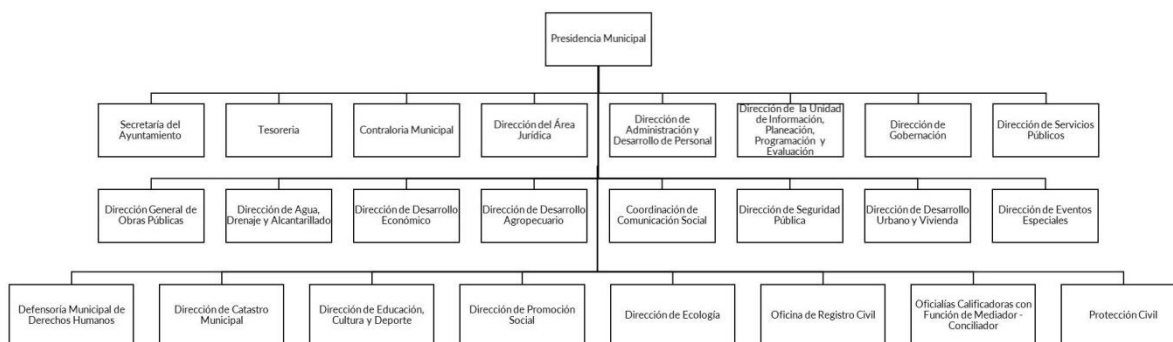 Presidencia Municipal
Secretaría del
Ayuntamiento
Tesoreria
Contraloria Municipal
Dirección del Área
Jurídica
Dirección de
Administración y
Desarrollo de Personal
Dirección de la Unidad
de Información,
Planeación,
Programación y
Evaluación
Dirección de
Gobernación
Dirección de Servicios
Públicos
Dirección General de
Obras Públicas
Dirección de Agua,
Drenaje y Alcantarillado
Dirección de Desarrollo
Económico
Dirección de Desarrollo
Agropecuario
Coordinación de
Comunicación Social
Dirección de Seguridad
Pública
Dirección de Desarrollo
Urbano y Vivienda
Dirección de Eventos
Especiales
Defensoría Municipal de
Derechos Humanos
Dirección de Catastro
Municipal
Dirección de Educación,
Cultura y Deporte
Dirección de Promoción
Social
Dirección de Ecología
Oficina de Registro Civil
Oficialías Calificadoras con
Función de Mediador -
Conciliador
Protección Civil